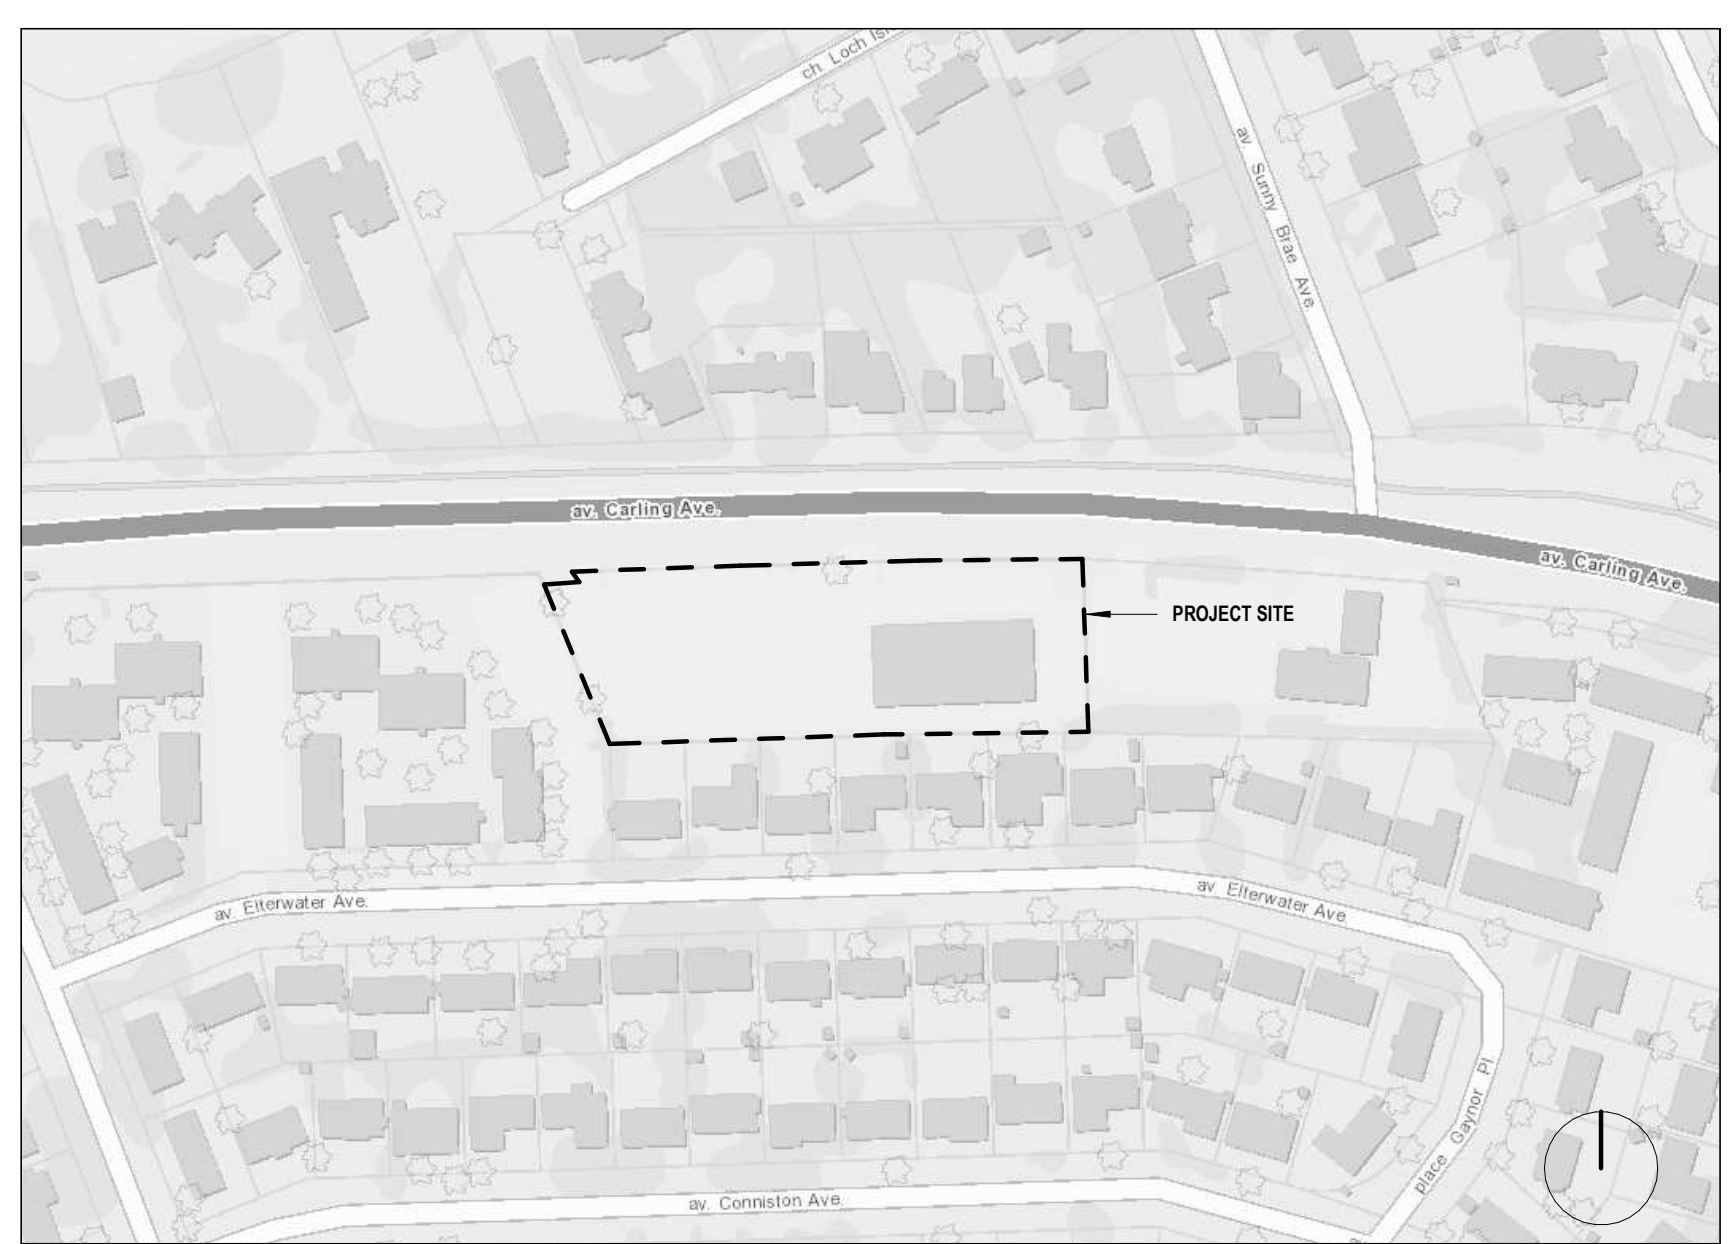 ch Loch
av. Sunny Brae Ave.
av. Carling Ave.
av. Carling Ave.
PROJECT SITE
av. Elterwater Ave.
av. Elterwater Ave.
place Gaynor Pl
av. Conniston Ave.